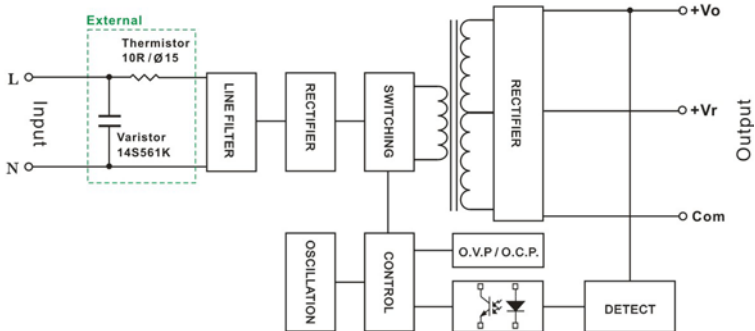 External
Thermistor
10R/Ø15
L
Input
Varistor
14S561K
N
LINE FILTER
RECTIFIER
SWITCHING
RECTIFIER
+Vo
+Vr
Output
Com
OSCILLATION
CONTROL
O.V.P / O.C.P.
DETECT